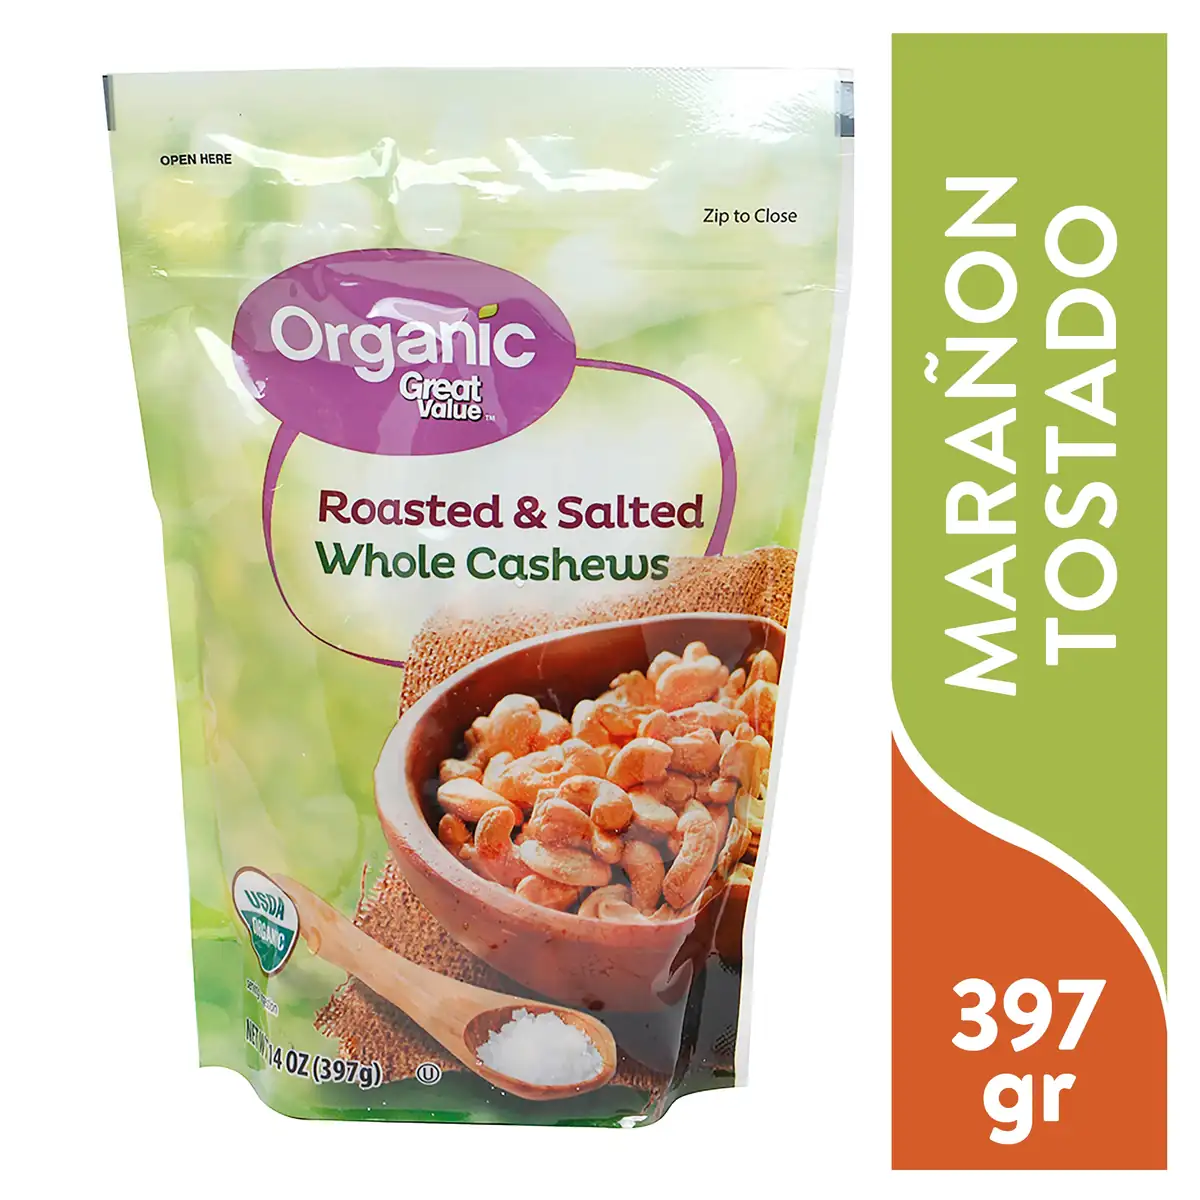 OPEN HERE
Zip to Close
Organic
Great
Value™
Roasted & Salted
Whole Cashews
USDA
ORGANIC
NET WT 14 OZ (397g)
U
MARAÑON
TOSTADO
397
gr